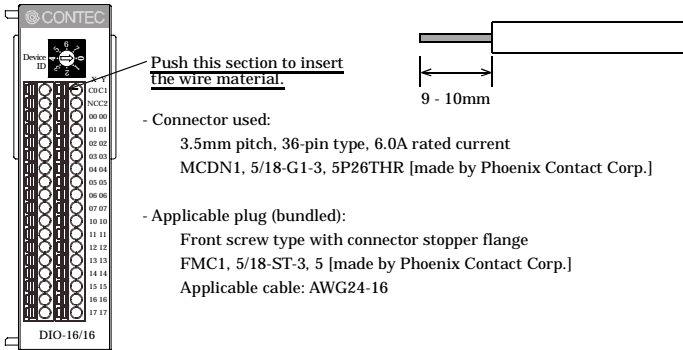 CONTEC
Device
ID
X Y
C0 C1
NC C2
00 00
01 01
02 02
03 03
04 04
05 05
06 06
07 07
10 10
11 11
12 12
13 13
14 14
15 15
16 16
17 17
DIO-16/16
Push this section to insert
the wire material.
9 - 10mm
- Connector used:
3.5mm pitch, 36-pin type, 6.0A rated current
MCDN1, 5/18-G1-3, 5P26THR [made by Phoenix Contact Corp.]
- Applicable plug (bundled):
Front screw type with connector stopper flange
FMC1, 5/18-ST-3, 5 [made by Phoenix Contact Corp.]
Applicable cable: AWG24-16